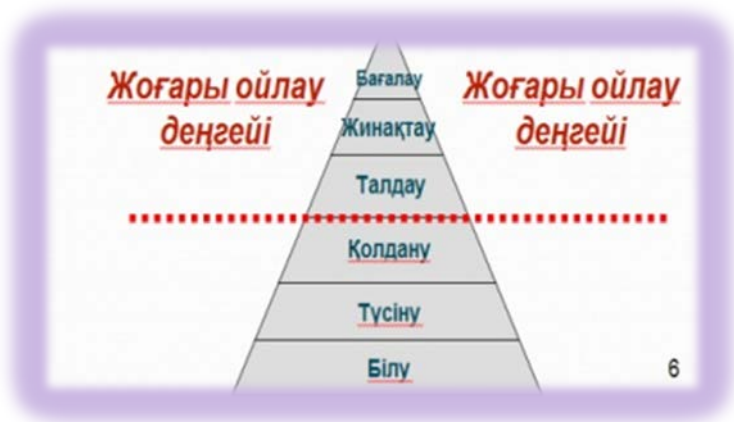 Жоғары ойлау
деңгейі
Жоғары ойлау
деңгейі
Бағалау
Жинақтау
Талдау
Қолдану
Түсіну
Білу
6